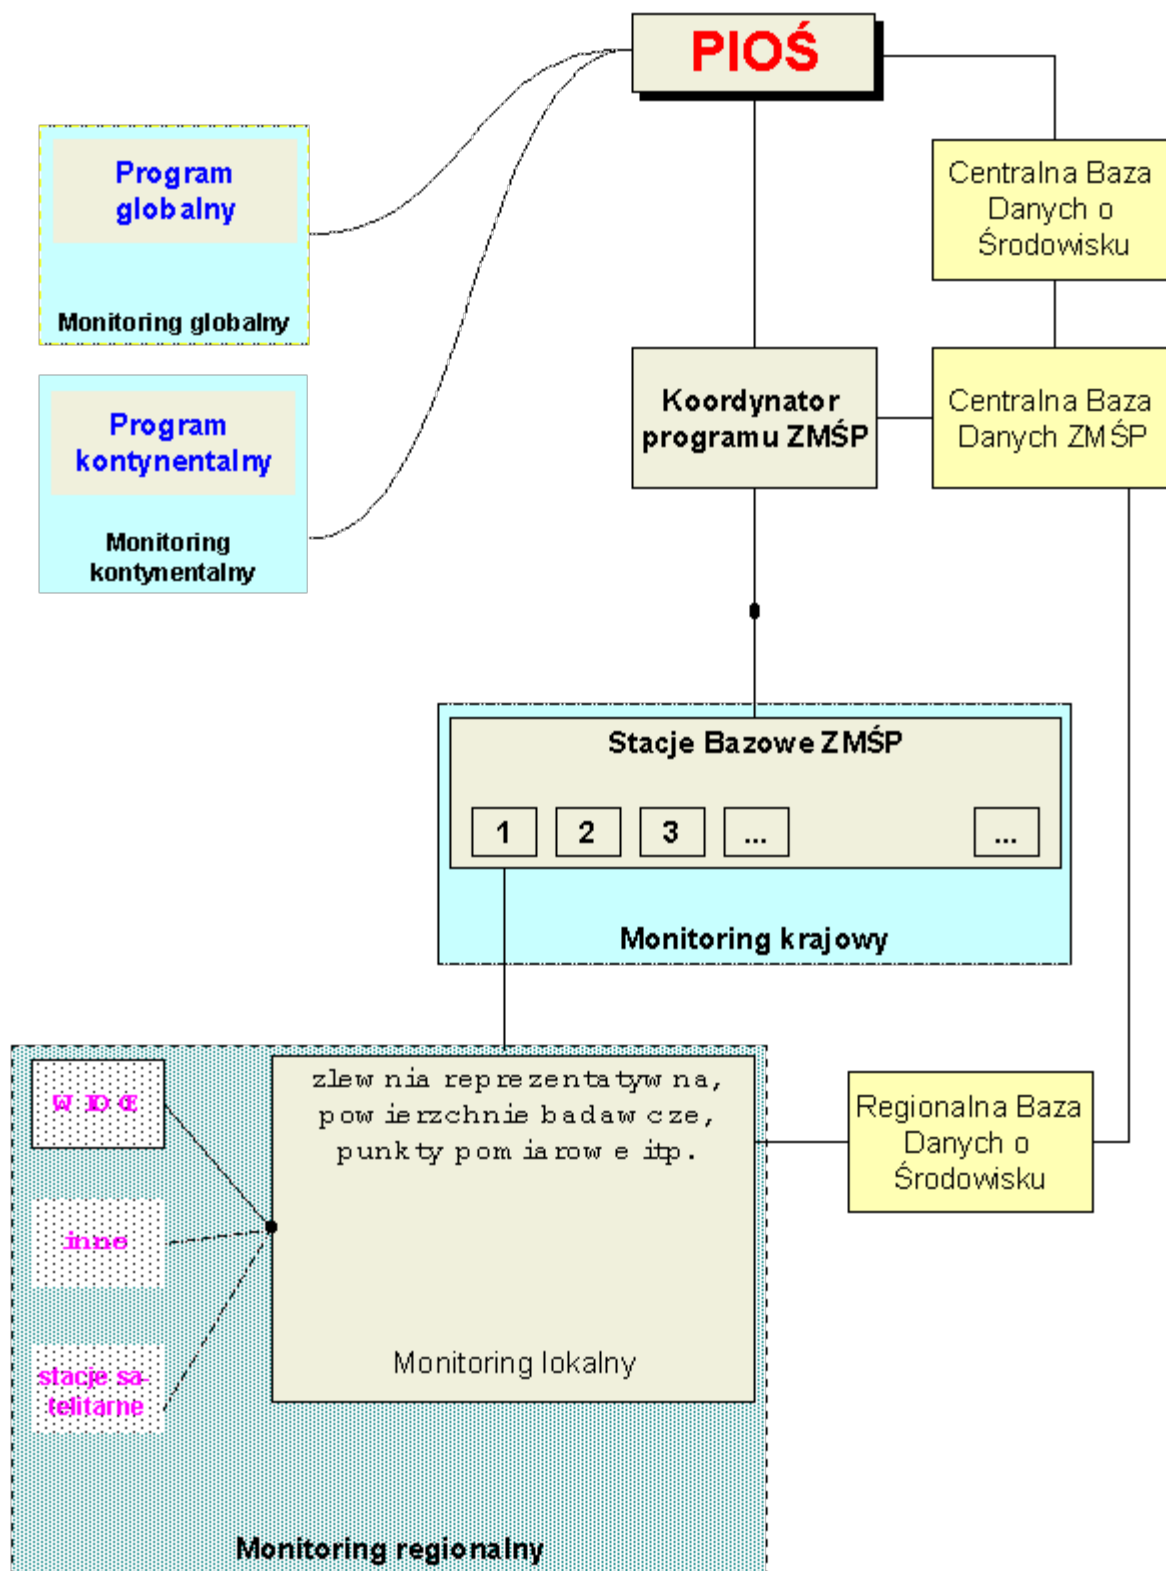 PIOŚ
Program
globalny
Monitoring globalny
Centralna Baza
Danych o
Środowisku
Program
kontynentalny
Monitoring
kontynentalny
Koordynator
programu ZMŚP
Centralna Baza
Danych ZMŚP
Stacje Bazowe ZMŚP
1 2 3 ... ...
Monitoring krajowy
zlewnia reprezentatywna,
powierzchnie badawcze,
punkty pomiarowe itp.
Monitoring lokalny
Regionalna Baza
Danych o
Środowisku
inne
stacje sa-
telitarne
Monitoring regionalny